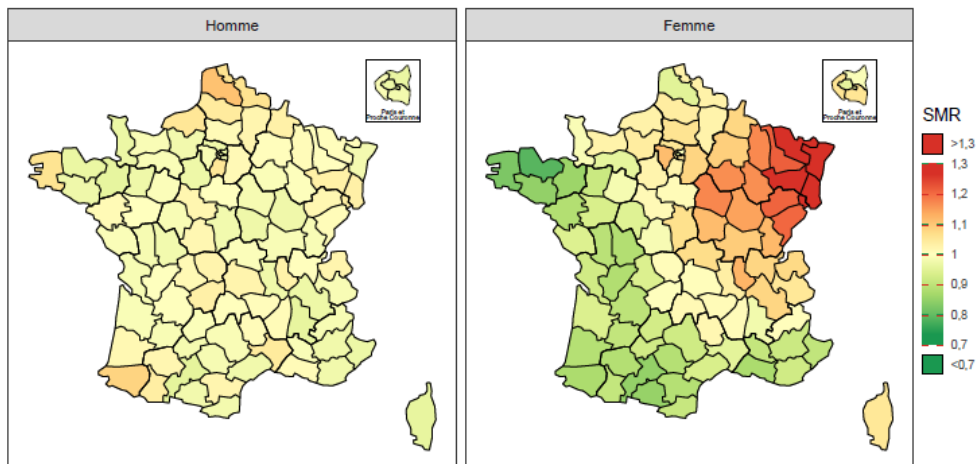 Homme
Femme
Paris et
Proche Couronne
Paris et
Proche Couronne
SMR
>1,3
1,3
1,2
1,1
1
0,9
0,8
0,7
<0,7